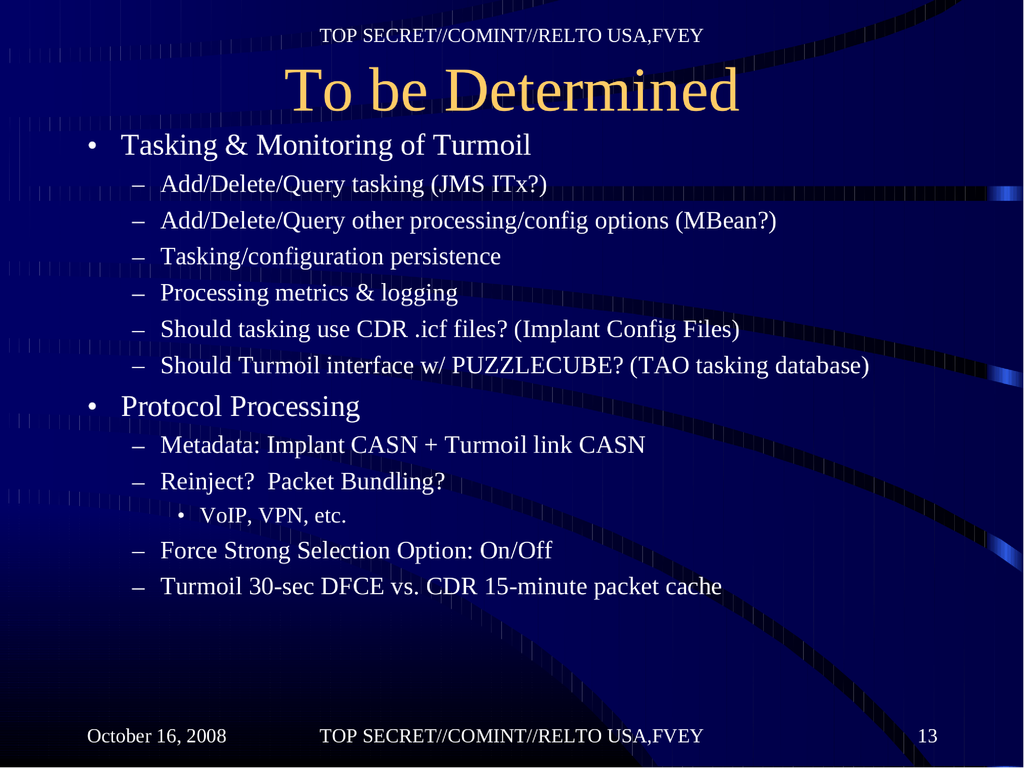 TOP SECRET//COMINT//RELTO USA,FVEY
To be Determined
• Tasking & Monitoring of Turmoil
– Add/Delete/Query tasking (JMS ITx?)
– Add/Delete/Query other processing/config options (MBean?)
– Tasking/configuration persistence
– Processing metrics & logging
– Should tasking use CDR .icf files? (Implant Config Files)
– Should Turmoil interface w/ PUZZLECUBE? (TAO tasking database)
• Protocol Processing
– Metadata: Implant CASN + Turmoil link CASN
– Reinject?  Packet Bundling?
• VoIP, VPN, etc.
– Force Strong Selection Option: On/Off
– Turmoil 30-sec DFCE vs. CDR 15-minute packet cache
October 16, 2008 TOP SECRET//COMINT//RELTO USA,FVEY 13